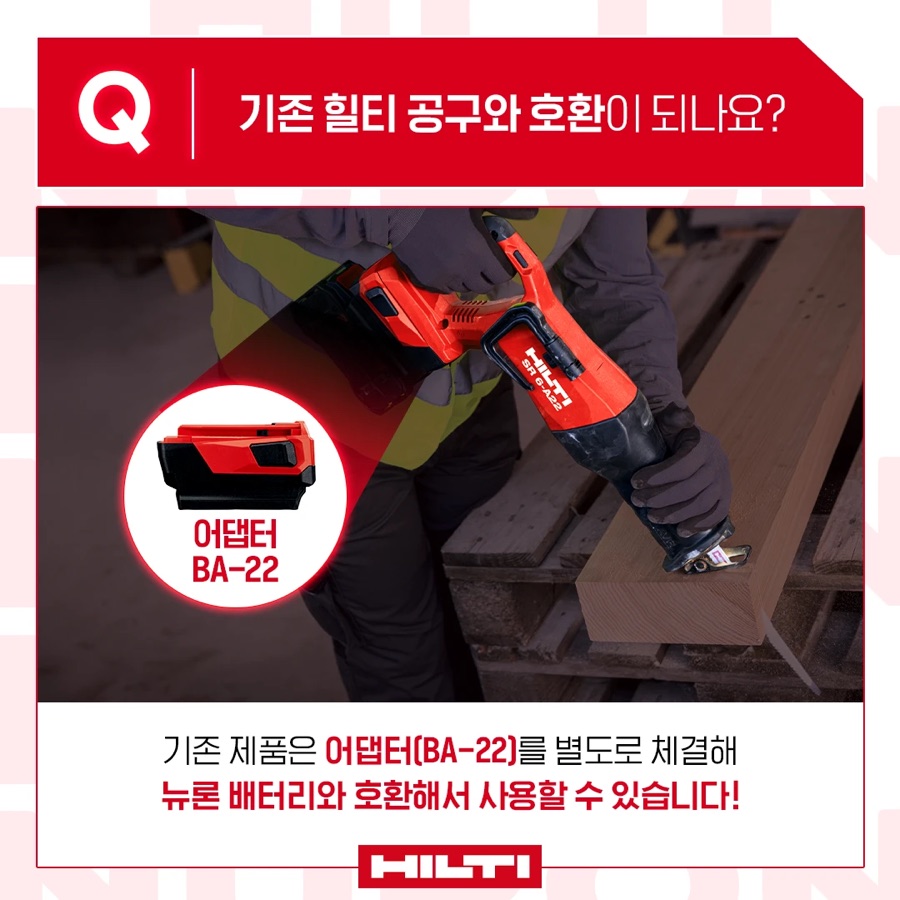 Q
기존 힐티 공구와 호환이 되나요?
HILTI
SR 6-A22
어댑터
BA-22
기존 제품은 어댑터(BA-22)를 별도로 체결해
뉴론 배터리와 호환해서 사용할 수 있습니다!
HILTI